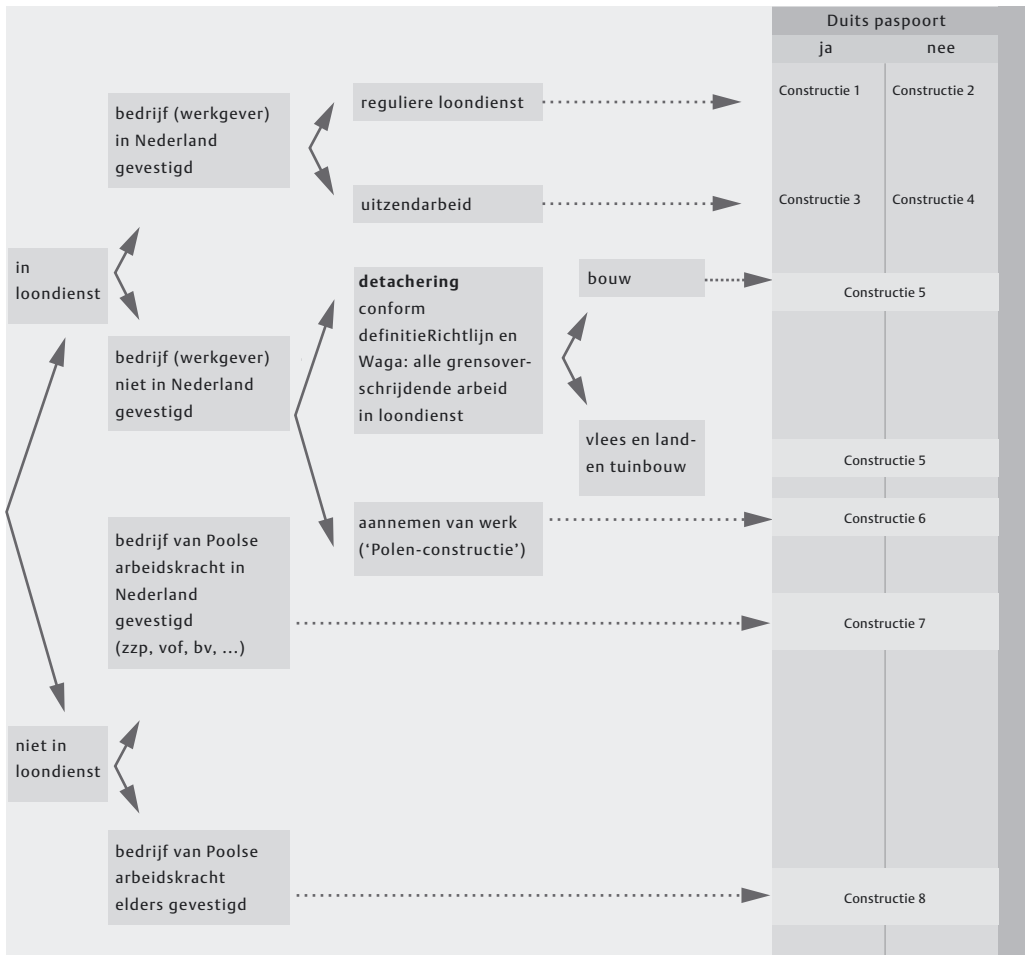 Duits paspoort
ja
nee
bedrijf (werkgever)
in Nederland
gevestigd
reguliere loondienst
Constructie 1
Constructie 2
uitzendarbeid
Constructie 3
Constructie 4
in
loondienst
detachering
conform
definitieRichtlijn en
Waga: alle grensover-
schrijdende arbeid
in loondienst
bouw
Constructie 5
bedrijf (werkgever)
niet in Nederland
gevestigd
vlees en land-
en tuinbouw
Constructie 5
aannemen van werk
(‘Polen-constructie’)
Constructie 6
bedrijf van Poolse
arbeidskracht in
Nederland
gevestigd
(zzp, vof, bv, ...)
Constructie 7
niet in
loondienst
bedrijf van Poolse
arbeidskracht
elders gevestigd
Constructie 8